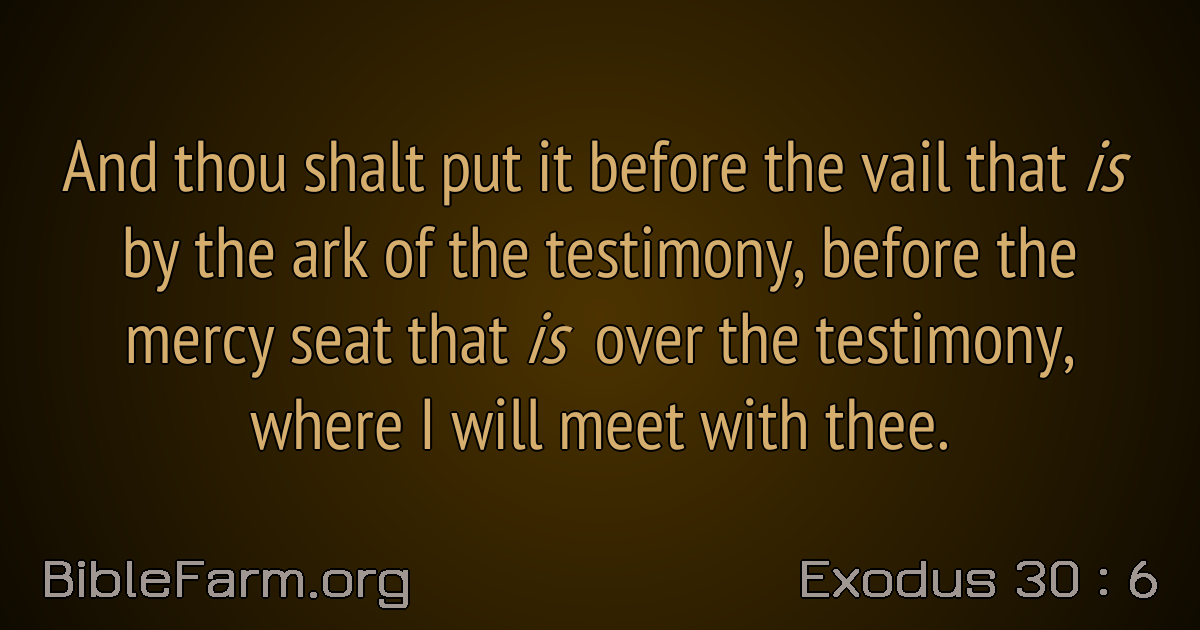 And thou shalt put it before the vail that is
by the ark of the testimony, before the
mercy seat that is over the testimony,
where I will meet with thee.
BibleFarm.org
Exodus 30 : 6